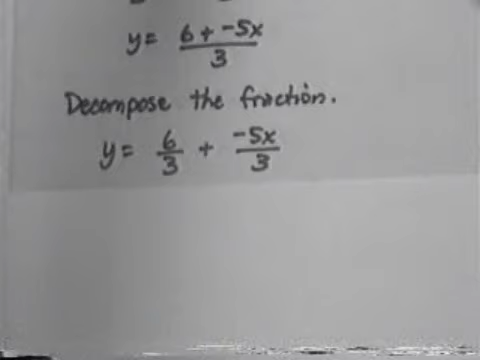 y = 6 + -5x / 3
Decompose the fraction.
y = 6/3 + -5x/3